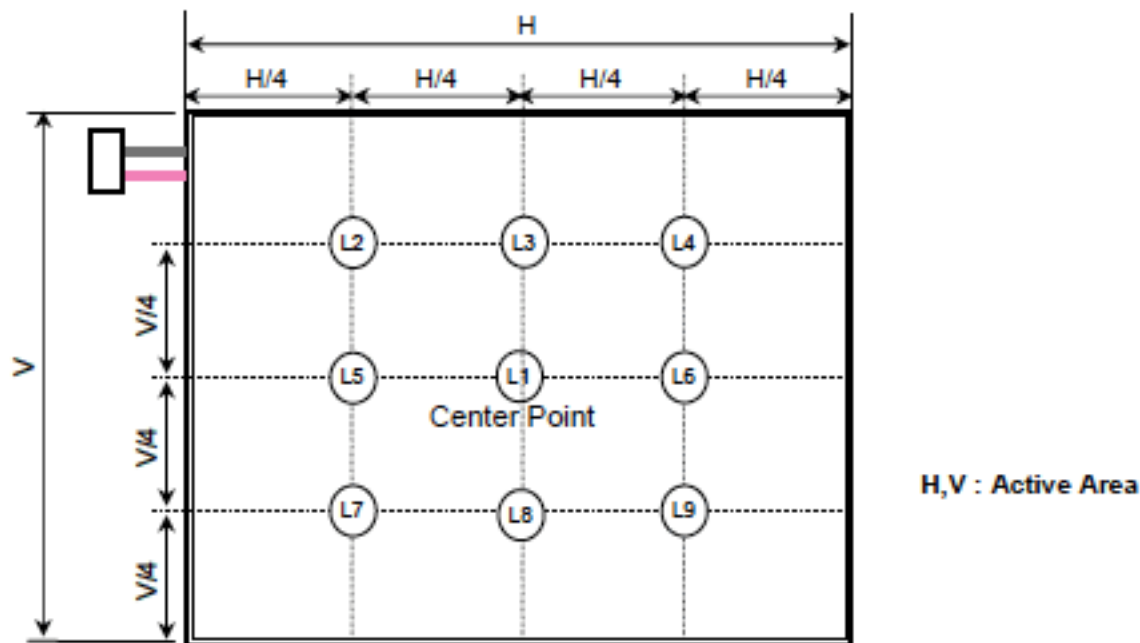 H
H/4 H/4 H/4 H/4
L2 L3 L4
V/4
V
L5 L1 L6
Center Point
V/4
H,V : Active Area
L7 L8 L9
V/4